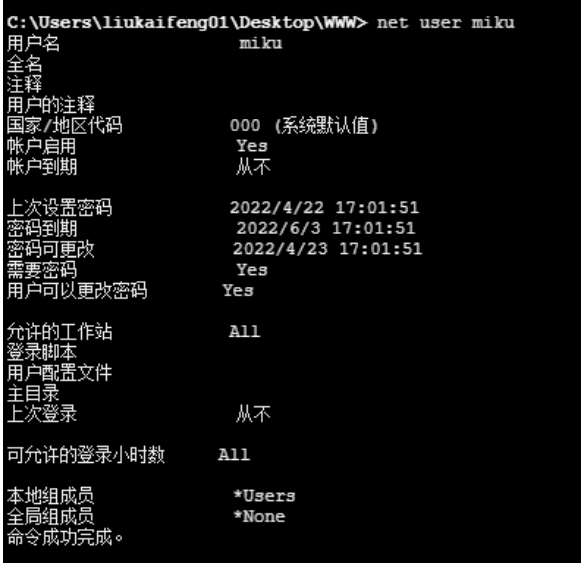 C:\Users\liukaifeng01\Desktop\WWW> net user miku
用户名 miku
全名
注释
用户的注释
国家/地区代码 000 (系统默认值)
帐户启用 Yes
帐户到期 从不
上次设置密码 2022/4/22 17:01:51
密码到期 2022/6/3 17:01:51
密码可更改 2022/4/23 17:01:51
需要密码 Yes
用户可以更改密码 Yes
允许的工作站 All
登录脚本
用户配置文件
主目录
上次登录 从不
可允许的登录小时数 All
本地组成员 *Users
全局组成员 *None
命令成功完成。